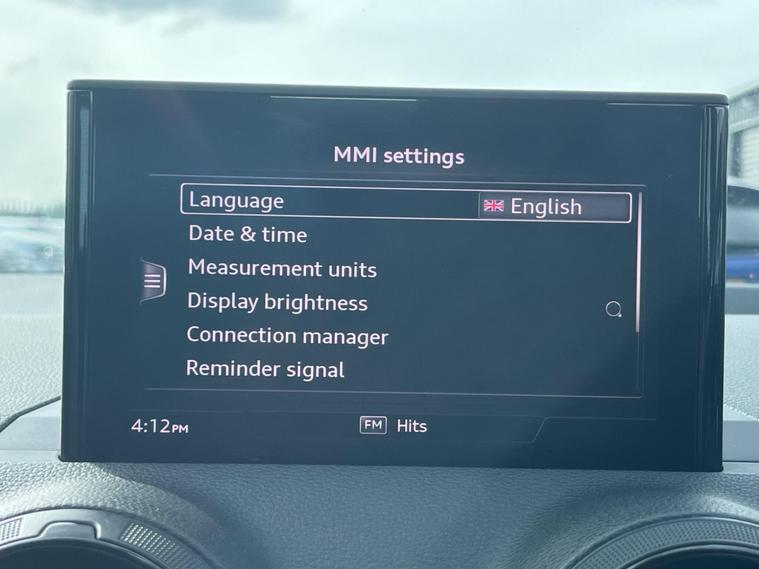 MMI settings
Language English
Date & time
Measurement units
Display brightness
Connection manager
Reminder signal
4:12PM FM Hits